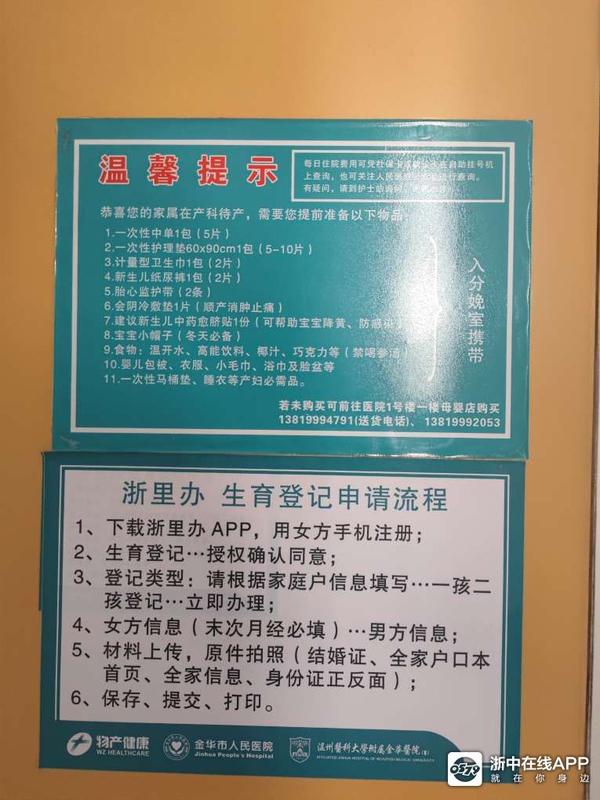 温馨提示
每日住院费用可凭社保卡
在自助挂号机
上查询，也可关注人民医
进行查询。
有疑问，请到护士
恭喜您的家属在产科待产，需要您提前准备以下物品：
1.一次性中单1包（5片）
2.一次性护理垫60x90cm1包（5-10片）
3.计量型卫生巾1包（2片）
4.新生儿纸尿裤1包（2片）
5.胎心监护带（2条）
6.会阴冷敷垫1片（顺产消肿止痛）
7.建议新生儿中药愈脐贴1份（可帮助宝宝降黄、防感染）
8.宝宝小帽子（冬天必备）
9.食物：温开水、高能饮料、椰汁、巧克力等（禁喝参汤）
10.婴儿包被、衣服、小毛巾、浴巾及脸盆等
11.一次性马桶垫、睡衣等产妇必需品。
入分娩室携带
若未购买可前往医院1号楼一楼母婴店购买
13819994791(送货电话)、13819992053
浙里办 生育登记申请流程
1、下载浙里办APP，用女方手机注册；
2、生育登记…授权确认同意；
3、登记类型：请根据家庭户信息填写…一孩二
孩登记…立即办理；
4、女方信息（末次月经必填）…男方信息；
5、材料上传，原件拍照（结婚证、全家户口本
首页、全家信息、身份证正反面）；
6、保存、提交、打印。
物产健康
WZ HEALTHCARE
金华市人民医院
Jinhua People's Hospital
温州醫科大學附属金華醫院
浙中在线APP
就在你身边